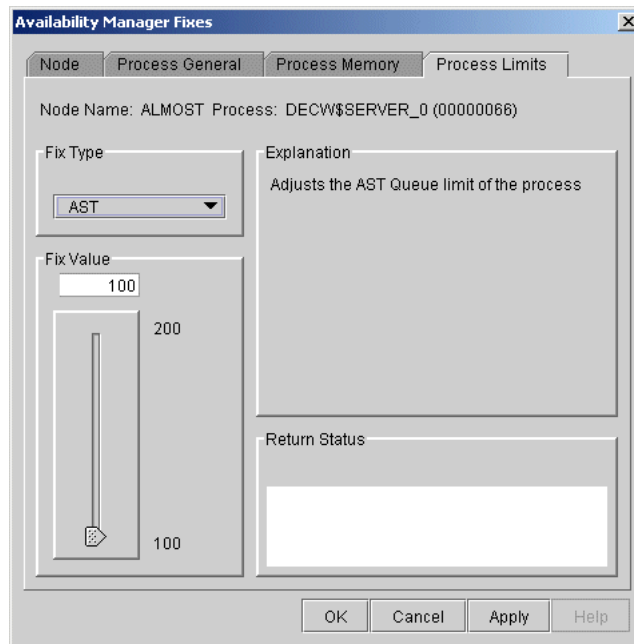 Availability Manager Fixes
Node
Process General
Process Memory
Process Limits
Node Name: ALMOST Process: DECW$SERVER_0 (00000066)
Fix Type
AST
Explanation
Adjusts the AST Queue limit of the process
Fix Value
100
200
100
Return Status
OK
Cancel
Apply
Help